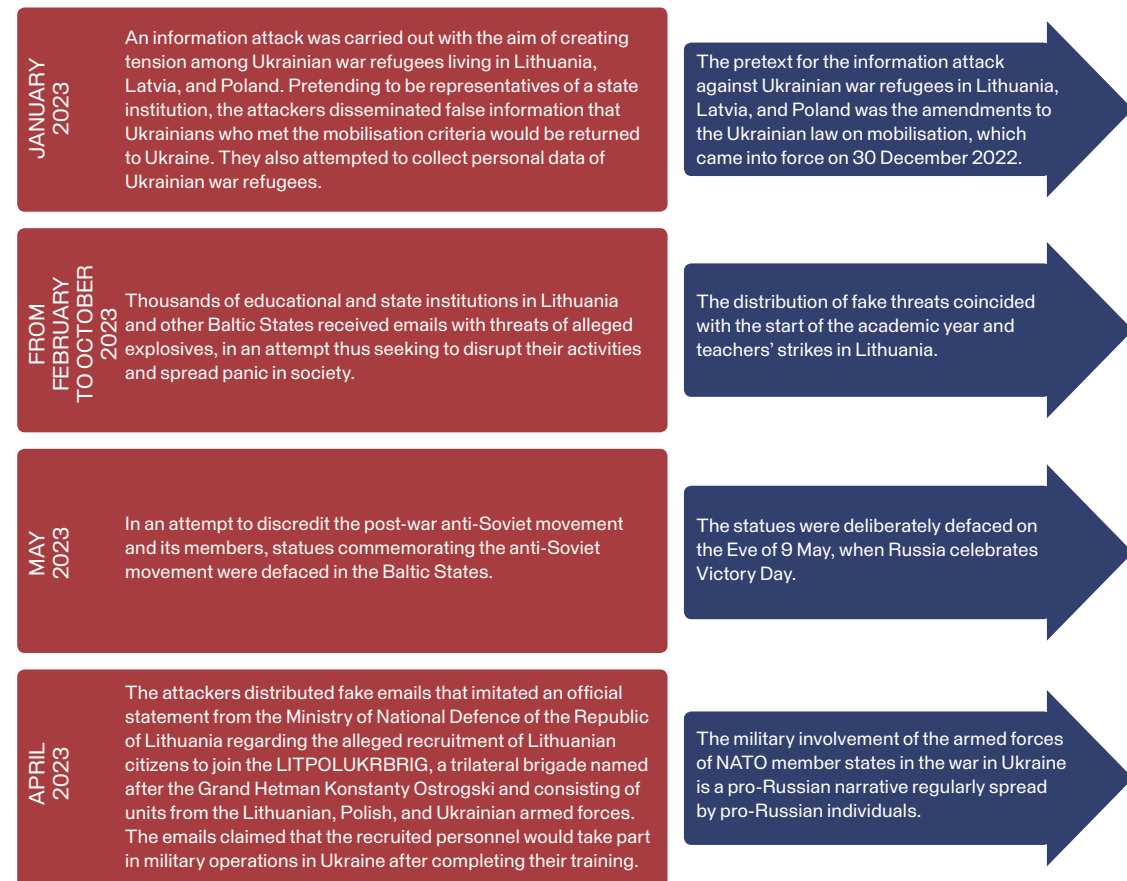 JANUARY
2023
An information attack was carried out with the aim of creating
tension among Ukrainian war refugees living in Lithuania,
Latvia, and Poland. Pretending to be representatives of a state
institution, the attackers disseminated false information that
Ukrainians who met the mobilisation criteria would be returned
to Ukraine. They also attempted to collect personal data of
Ukrainian war refugees.
The pretext for the information attack
against Ukrainian war refugees in Lithuania,
Latvia, and Poland was the amendments to
the Ukrainian law on mobilisation, which
came into force on 30 December 2022.
FROM
FEBRUARY
TO OCTOBER
2023
Thousands of educational and state institutions in Lithuania
and other Baltic States received emails with threats of alleged
explosives, in an attempt thus seeking to disrupt their activities
and spread panic in society.
The distribution of fake threats coincided
with the start of the academic year and
teachers’ strikes in Lithuania.
MAY
2023
In an attempt to discredit the post-war anti-Soviet movement
and its members, statues commemorating the anti-Soviet
movement were defaced in the Baltic States.
The statues were deliberately defaced on
the Eve of 9 May, when Russia celebrates
Victory Day.
APRIL
2023
The attackers distributed fake emails that imitated an official
statement from the Ministry of National Defence of the Republic
of Lithuania regarding the alleged recruitment of Lithuanian
citizens to join the LITPOLUKRBRIG, a trilateral brigade named
after the Grand Hetman Konstanty Ostrogski and consisting of
units from the Lithuanian, Polish, and Ukrainian armed forces.
The emails claimed that the recruited personnel would take part
in military operations in Ukraine after completing their training.
The military involvement of the armed forces
of NATO member states in the war in Ukraine
is a pro-Russian narrative regularly spread
by pro-Russian individuals.